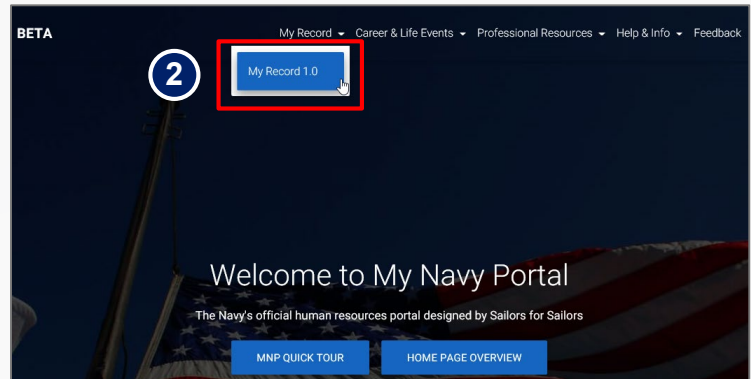 BETA My Record Career & Life Events Professional Resources Help & Info Feedback
2 My Record 1.0
Welcome to My Navy Portal
The Navy's official human resources portal designed by Sailors for Sailors
MNP QUICK TOUR HOME PAGE OVERVIEW